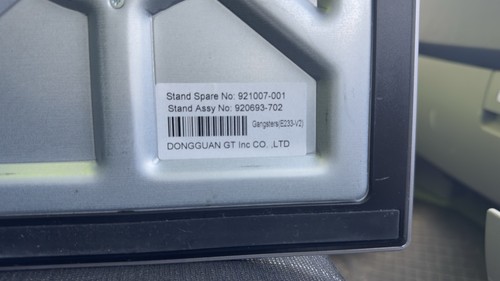 Stand Spare No: 921007-001
Stand Assy No: 920693-702
Gangsters(E233-V2)
DONGGUAN GT Inc CO, .,LTD